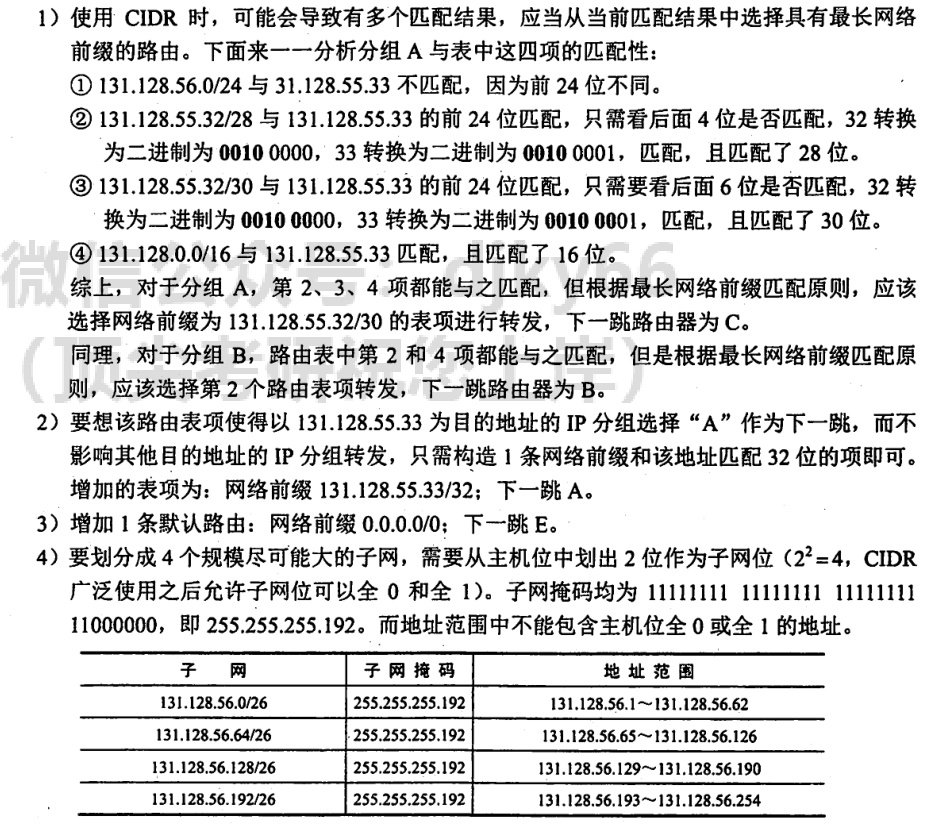 1）使用 CIDR 时，可能会导致有多个匹配结果，应当从当前匹配结果中选择具有最长网络
前缀的路由。下面来一一分析分组 A 与表中这四项的匹配性：
① 131.128.56.0/24 与 31.128.55.33 不匹配，因为前 24 位不同。
② 131.128.55.32/28 与 131.128.55.33 的前 24 位匹配，只需看后面 4 位是否匹配，32 转换
为二进制为 0010 0000，33 转换为二进制为 0010 0001，匹配，且匹配了 28 位。
③ 131.128.55.32/30 与 131.128.55.33 的前 24 位匹配，只需要看后面 6 位是否匹配，32 转
换为二进制为 0010 0000，33 转换为二进制为 0010 0001，匹配，且匹配了 30 位。
④ 131.128.0.0/16 与 131.128.55.33 匹配，且匹配了 16 位。
综上，对于分组 A，第 2、3、4 项都能与之匹配，但根据最长网络前缀匹配原则，应该
选择网络前缀为 131.128.55.32/30 的表项进行转发，下一跳路由器为 C。
同理，对于分组 B，路由表中第 2 和 4 项都能与之匹配，但是根据最长网络前缀匹配原
则，应该选择第 2 个路由表项转发，下一跳路由器为 B。
2）要想该路由表项使得以 131.128.55.33 为目的地址的 IP 分组选择“A”作为下一跳，而不
影响其他目的地址的 IP 分组转发，只需构造 1 条网络前缀和该地址匹配 32 位的项即可。
增加的表项为：网络前缀 131.128.55.33/32；下一跳 A。
3）增加 1 条默认路由：网络前缀 0.0.0.0/0；下一跳 E。
4）要划分成 4 个规模尽可能大的子网，需要从主机位中划出 2 位作为子网位（2²=4，CIDR
广泛使用之后允许子网位可以全 0 和全 1）。子网掩码均为 11111111 11111111 11111111
11000000，即 255.255.255.192。而地址范围中不能包含主机位全 0 或全 1 的地址。
子 网 子 网 掩 码 地 址 范 围
131.128.56.0/26 255.255.255.192 131.128.56.1～131.128.56.62
131.128.56.64/26 255.255.255.192 131.128.56.65～131.128.56.126
131.128.56.128/26 255.255.255.192 131.128.56.129～131.128.56.190
131.128.56.192/26 255.255.255.192 131.128.56.193～131.128.56.254